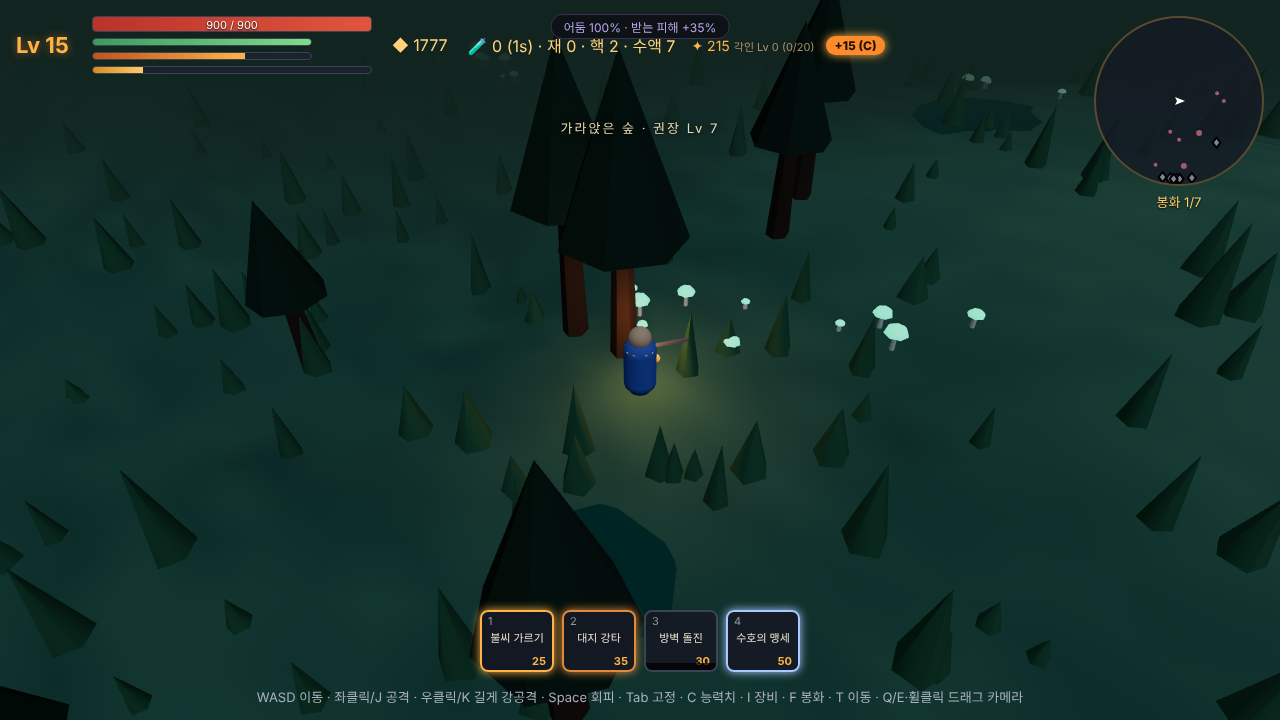 어둠 100% · 받는 피해 +35%
Lv 15
900 / 900
◆ 1777 🧪 0 (1s) · 재 0 · 핵 2 · 수액 7 ✦ 215 각인 Lv 0 (0/20) +15 (C)
가라앉은 숲 · 권장 Lv 7
봉화 1/7
1 불씨 가르기 25
2 대지 강타 35
3 방벽 돌진 30
4 수호의 맹세 50
WASD 이동 · 좌클릭/J 공격 · 우클릭/K 길게 강공격 · Space 회피 · Tab 고정 · C 능력치 · I 장비 · F 봉화 · T 이동 · Q/E·휠클릭 드래그 카메라